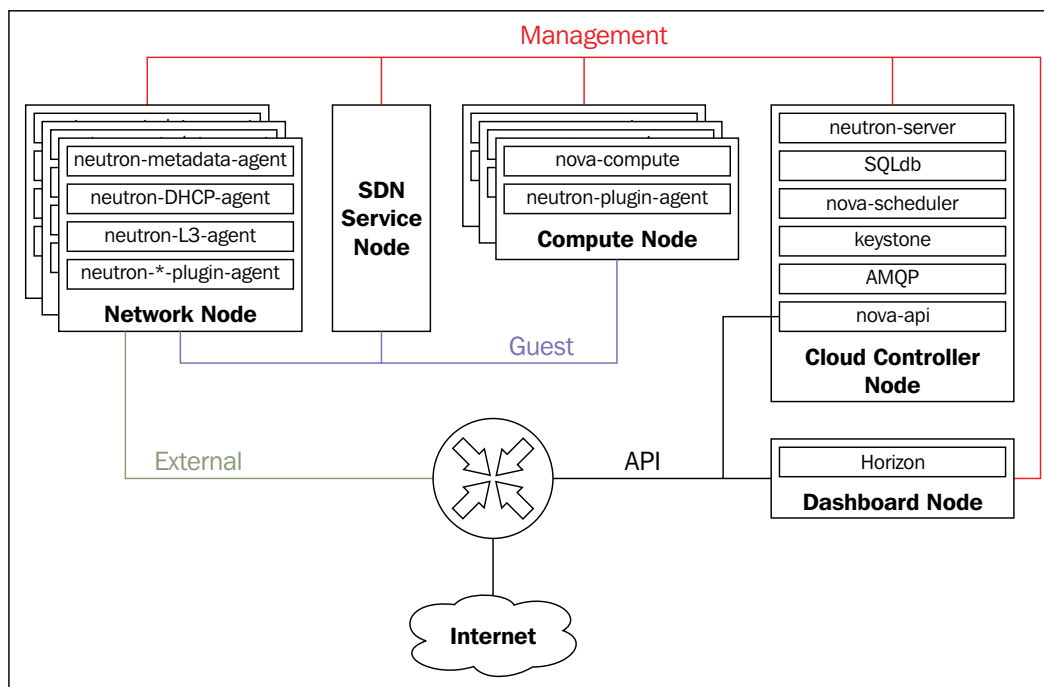 Management
neutron-metadata-agent
neutron-DHCP-agent
neutron-L3-agent
neutron-*-plugin-agent
Network Node
SDN
Service
Node
nova-compute
neutron-plugin-agent
Compute Node
neutron-server
SQLdb
nova-scheduler
keystone
AMQP
nova-api
Cloud Controller
Node
Guest
External
API
Horizon
Dashboard Node
Internet